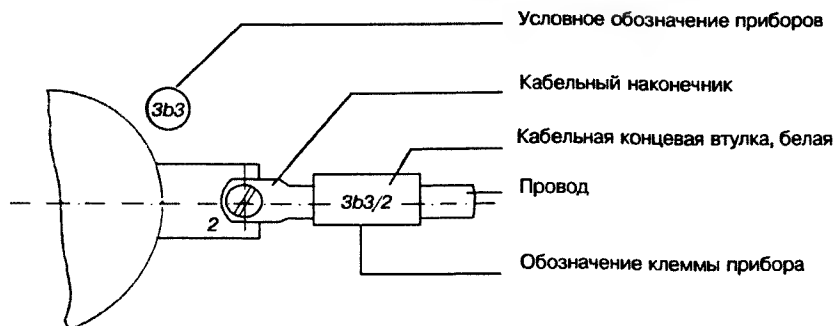 Условное обозначение приборов
3b3
Кабельный наконечник
Кабельная концевая втулка, белая
3b3/2
Провод
2
Обозначение клеммы прибора